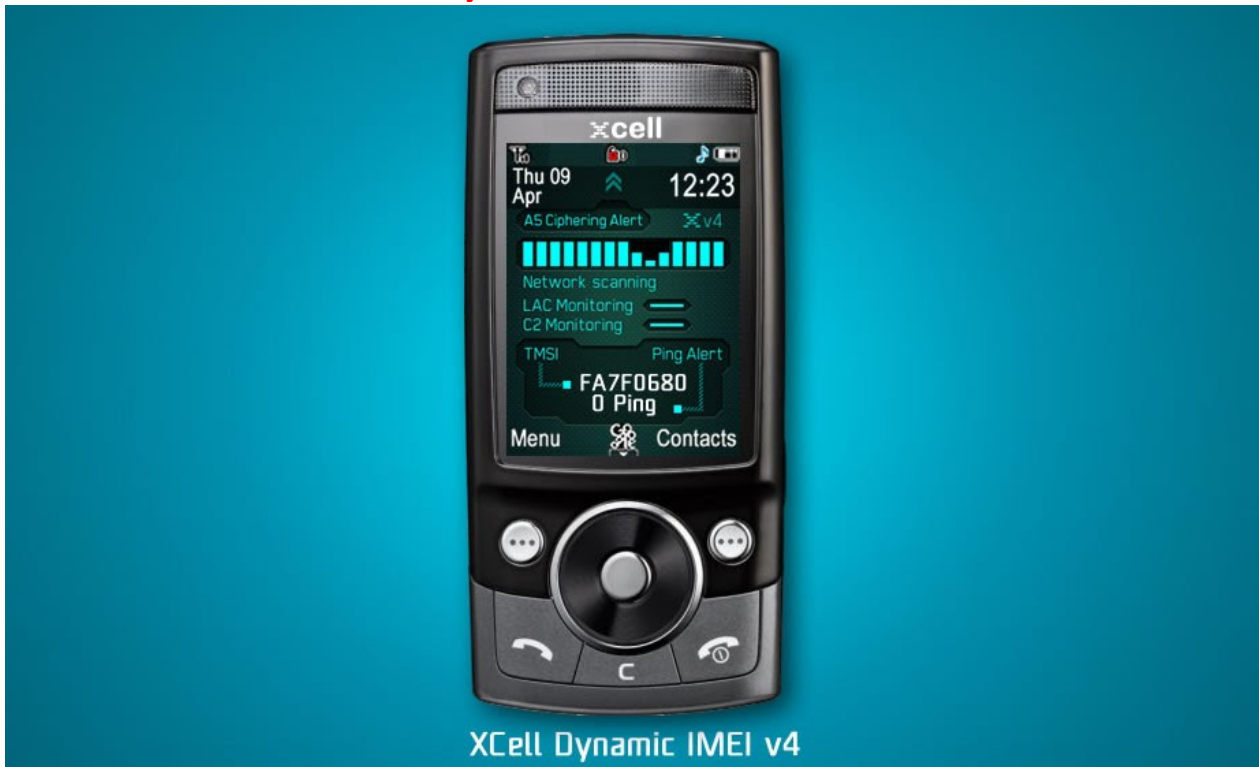 xcell
Thu 09
Apr
12:23
A5 Ciphering Alert
v4
Network scanning
LAC Monitoring
C2 Monitoring
TMSI
Ping Alert
FA7F0680
0 Ping
Menu
Contacts
C
XCell Dynamic IMEI v4